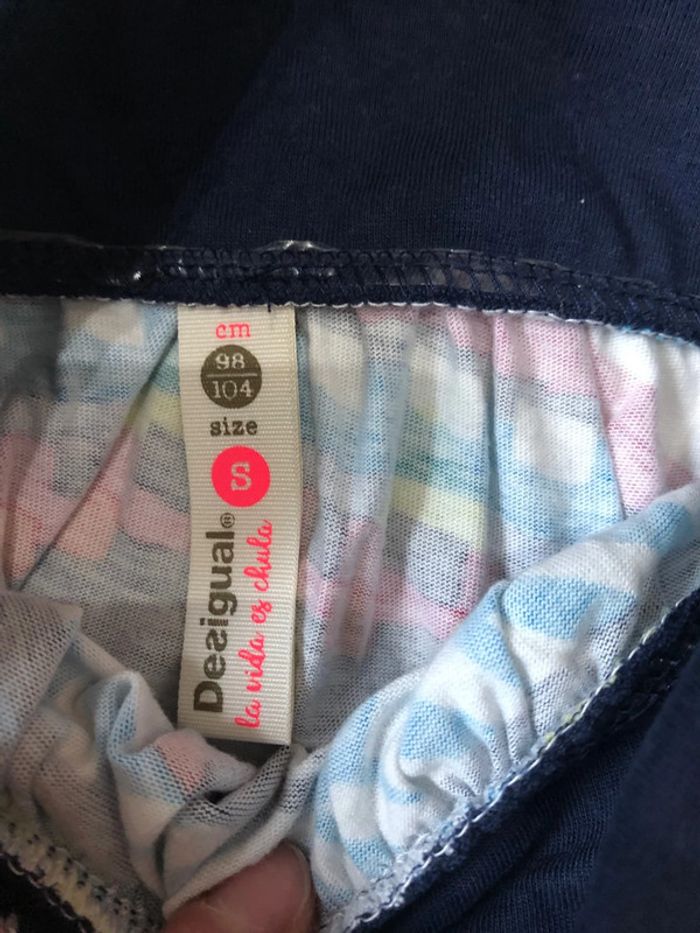 cm
98
104
size
S
Desigual®
la vida es chula